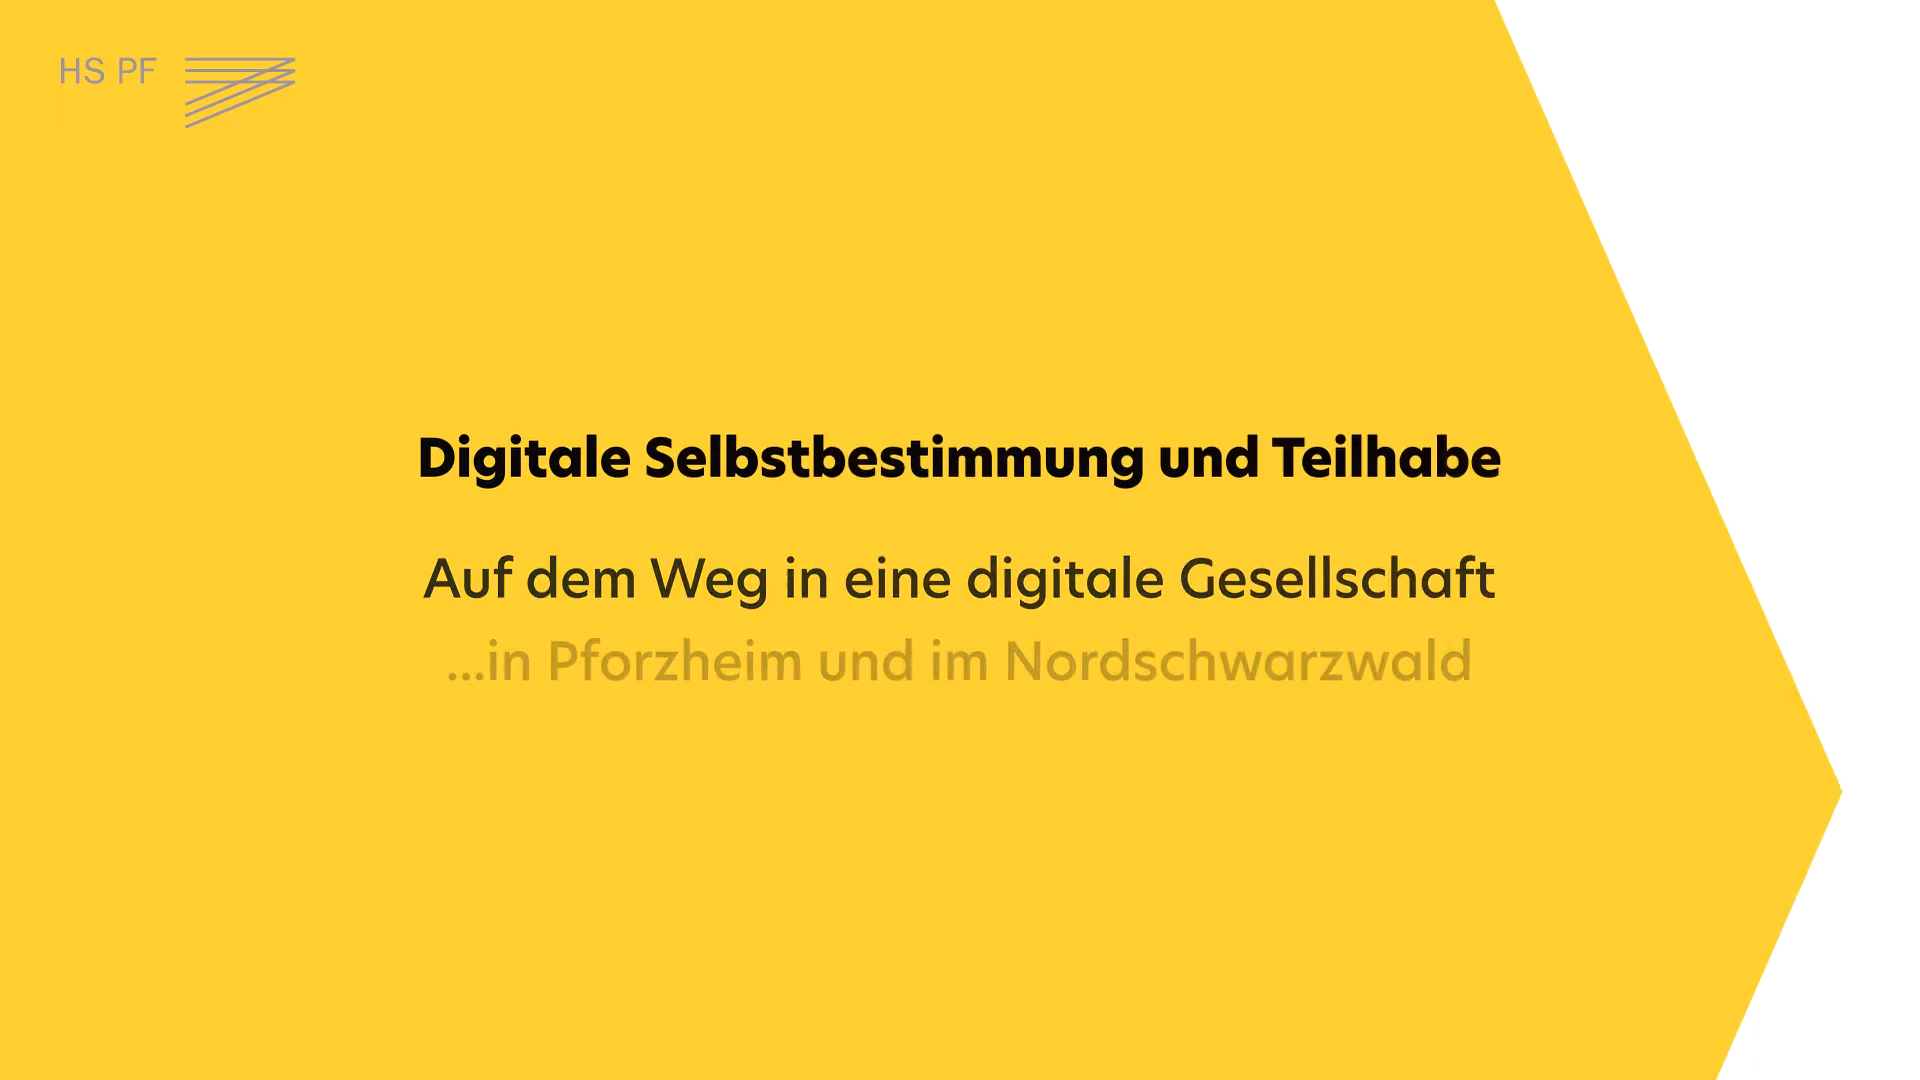 HS PF
Digitale Selbstbestimmung und Teilhabe
Auf dem Weg in eine digitale Gesellschaft
...in Pforzheim und im Nordschwarzwald